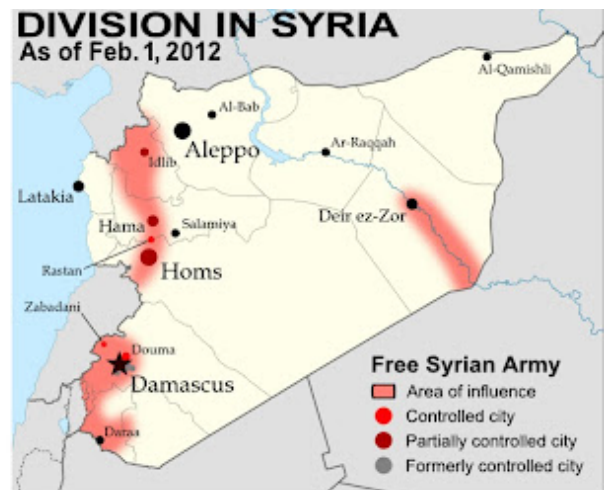 DIVISION IN SYRIA
As of Feb. 1, 2012
Al-Qamishli
Al-Bab
Aleppo
Ar-Raqqah
Idlib
Latakia
Deir ez-Zor
Hama
Salamiya
Rastan
Homs
Zabadani
Douma
Damascus
Daraa
Free Syrian Army
Area of influence
Controlled city
Partially controlled city
Formerly controlled city